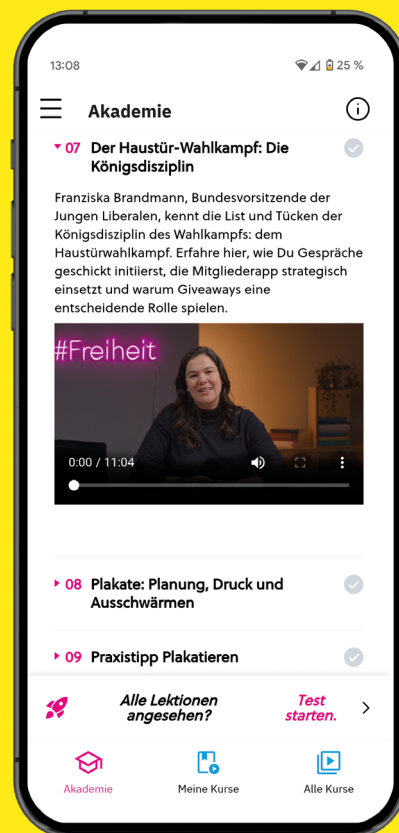 13:08
25 %
Akademie
07 Der Haustür-Wahlkampf: Die
Königsdisziplin
Franziska Brandmann, Bundesvorsitzende der
Jungen Liberalen, kennt die List und Tücken der
Königsdisziplin des Wahlkampfs: dem
Haustürwahlkampf. Erfahre hier, wie Du Gespräche
geschickt initiierst, die Mitgliederapp strategisch
einsetzt und warum Giveaways eine
entscheidende Rolle spielen.
#Freiheit
0:00 / 11:04
08 Plakate: Planung, Druck und
Ausschwärmen
09 Praxistipp Plakatieren
Alle Lektionen
angesehen?
Test
starten.
Akademie
Meine Kurse
Alle Kurse